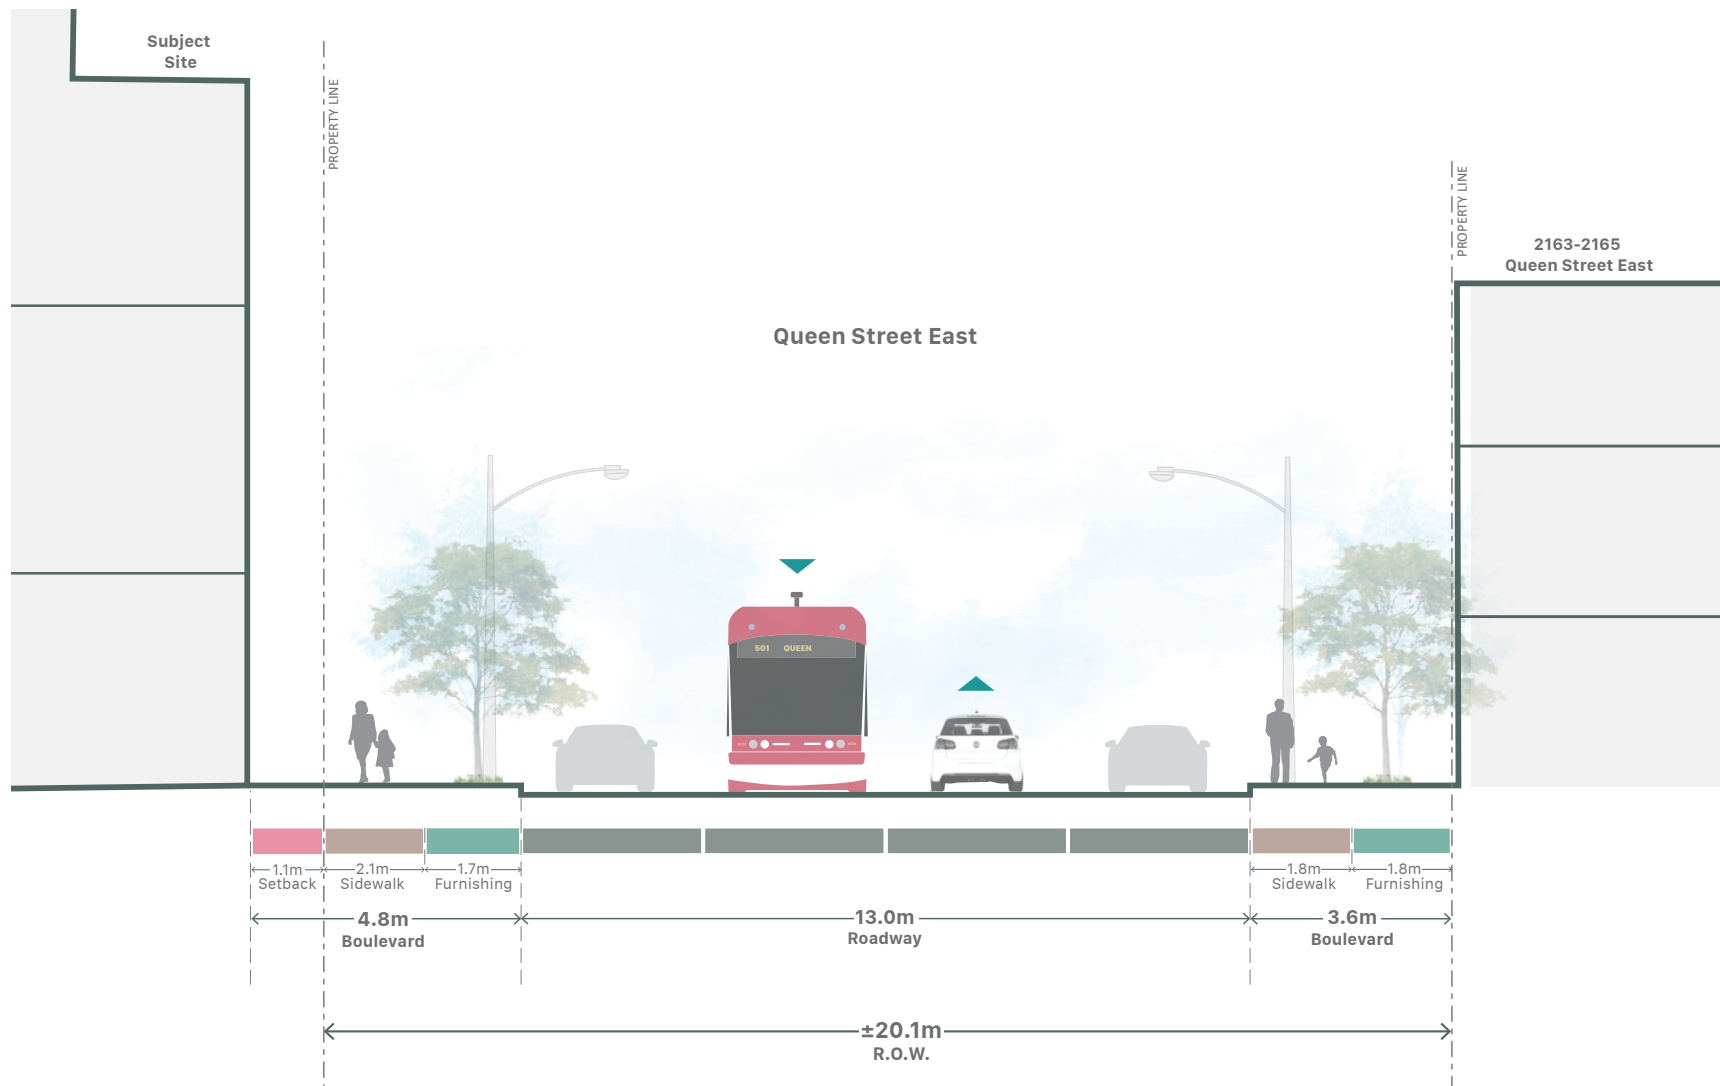 Subject
Site
PROPERTY LINE
PROPERTY LINE
2163-2165
Queen Street East
Queen Street East
501 QUEEN
1.1m
Setback
2.1m
Sidewalk
1.7m
Furnishing
1.8m
Sidewalk
1.8m
Furnishing
4.8m
Boulevard
13.0m
Roadway
3.6m
Boulevard
±20.1m
R.O.W.